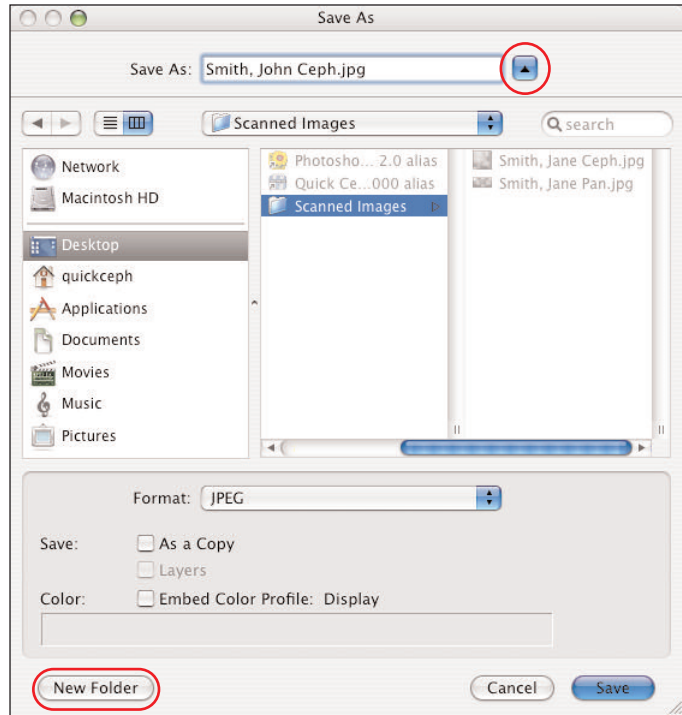 Save As
Save As: Smith, John Ceph.jpg
Scanned Images
search
Network
Macintosh HD
Desktop
quickceph
Applications
Documents
Movies
Music
Pictures
Photosho... 2.0 alias
Quick Ce...000 alias
Scanned Images
Smith, Jane Ceph.jpg
Smith, Jane Pan.jpg
Format: JPEG
Save: As a Copy
Layers
Color: Embed Color Profile: Display
New Folder
Cancel
Save